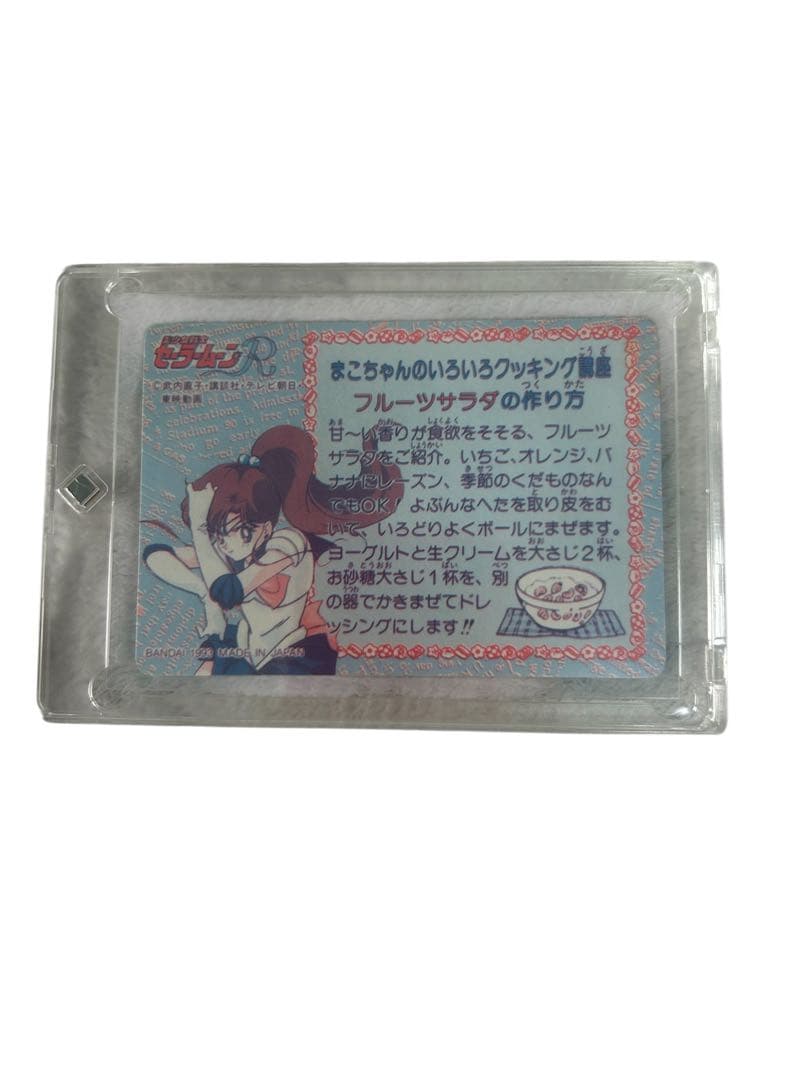 美少女戦士
セーラームーンR
©武内直子・講談社・テレビ朝日・
東映動画
まこちゃんのいろいろクッキング講座
フルーツサラダの作り方
甘〜い香りが食欲をそそる、フルーツ
サラダをご紹介。いちご、オレンジ、バ
ナナにレーズン、季節のくだものなん
でもOK！よぶんなへたを取り皮をむ
いて、いろどりよくボールにまぜます。
ヨーグルトと生クリームを大さじ2杯、
お砂糖大さじ1杯を、別
の器でかきまぜてドレ
ッシングにします!!
BANDAI 1993 MADE IN JAPAN